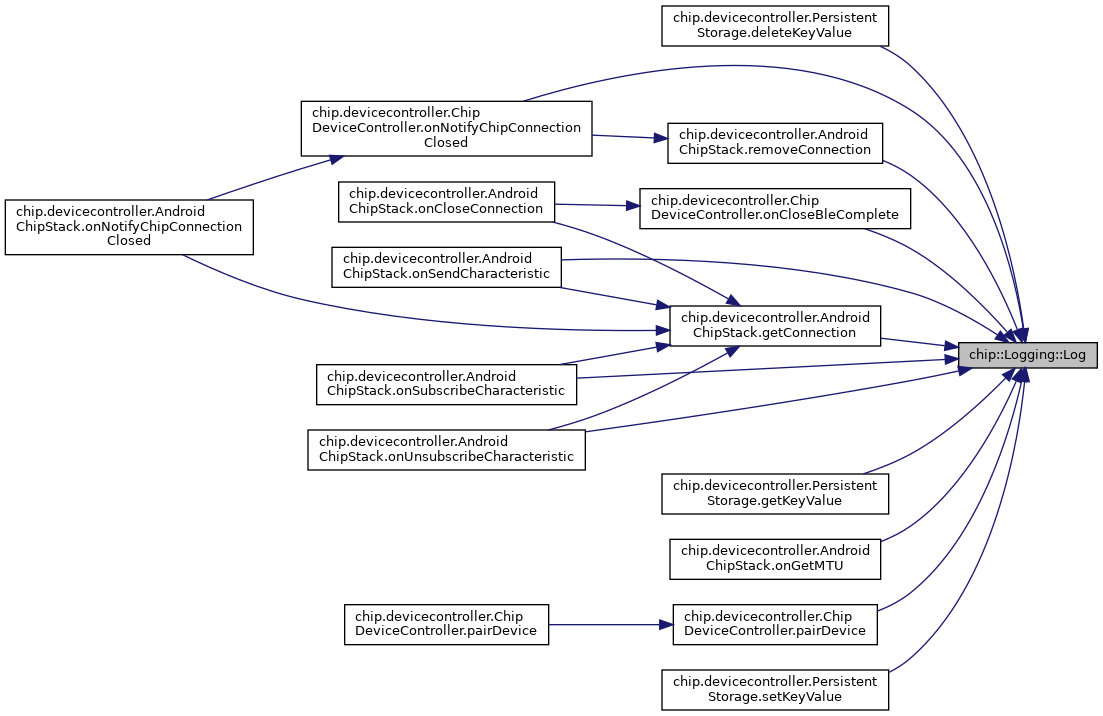 chip.devicecontroller.Persistent
Storage.deleteKeyValue
chip.devicecontroller.Chip
DeviceController.onNotifyChipConnection
Closed
chip.devicecontroller.Android
ChipStack.removeConnection
chip.devicecontroller.Android
ChipStack.onCloseConnection
chip.devicecontroller.Chip
DeviceController.onCloseBleComplete
chip.devicecontroller.Android
ChipStack.onNotifyChipConnection
Closed
chip.devicecontroller.Android
ChipStack.onSendCharacteristic
chip.devicecontroller.Android
ChipStack.getConnection
chip::Logging::Log
chip.devicecontroller.Android
ChipStack.onSubscribeCharacteristic
chip.devicecontroller.Android
ChipStack.onUnsubscribeCharacteristic
chip.devicecontroller.Persistent
Storage.getKeyValue
chip.devicecontroller.Android
ChipStack.onGetMTU
chip.devicecontroller.Chip
DeviceController.pairDevice
chip.devicecontroller.Chip
DeviceController.pairDevice
chip.devicecontroller.Persistent
Storage.setKeyValue